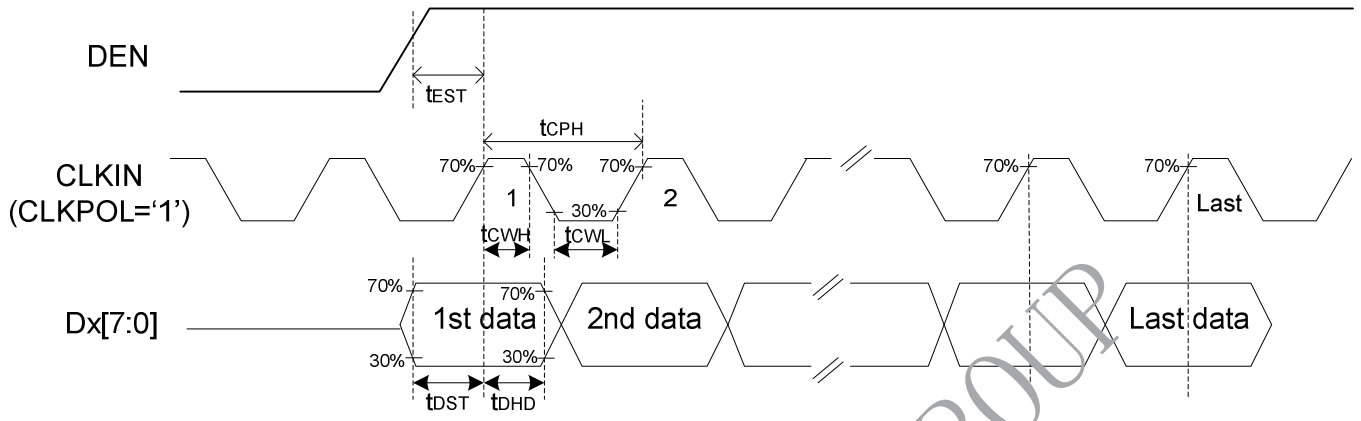 DEN
tEST
tCPH
CLKIN
(CLKPOL=‘1’)
70%
70%
70%
70%
70%
1
2
Last
30%
tCWH
tCWL
Dx[7:0]
70%
70%
1st data
2nd data
Last data
30%
30%
tDST
tDHD
ROUP